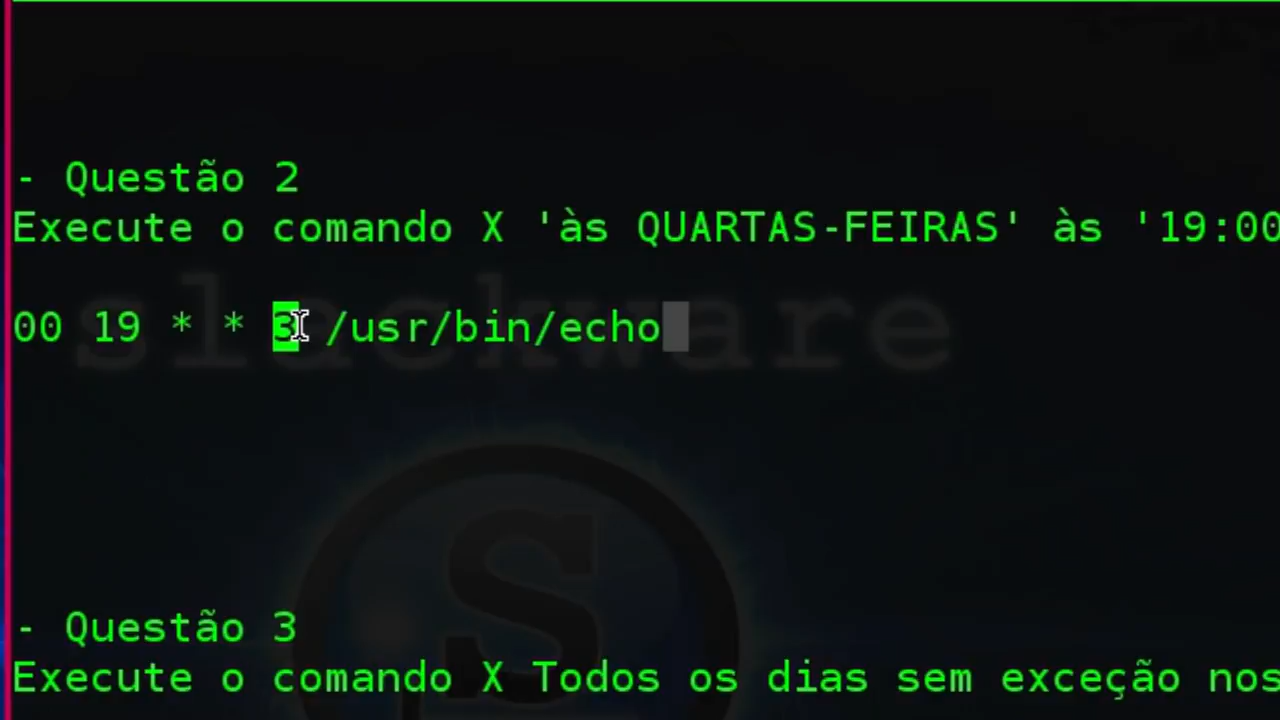 - Questão 2
Execute o comando X 'às QUARTAS-FEIRAS' às '19:00
00 19 * * 3 /usr/bin/echo
slackware
S
- Questão 3
Execute o comando X Todos os dias sem exceção nos